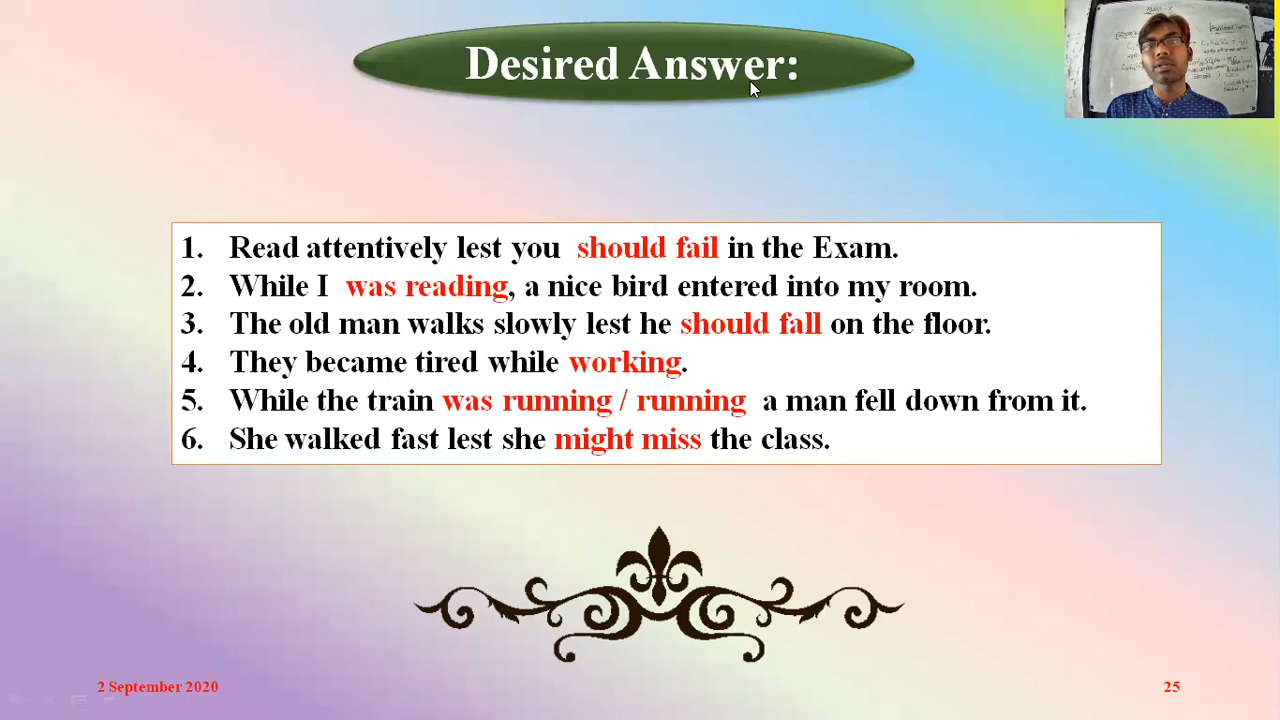 Desired Answer:
1. Read attentively lest you should fail in the Exam.
2. While I was reading, a nice bird entered into my room.
3. The old man walks slowly lest he should fall on the floor.
4. They became tired while working.
5. While the train was running / running a man fell down from it.
6. She walked fast lest she might miss the class.
2 September 2020
25